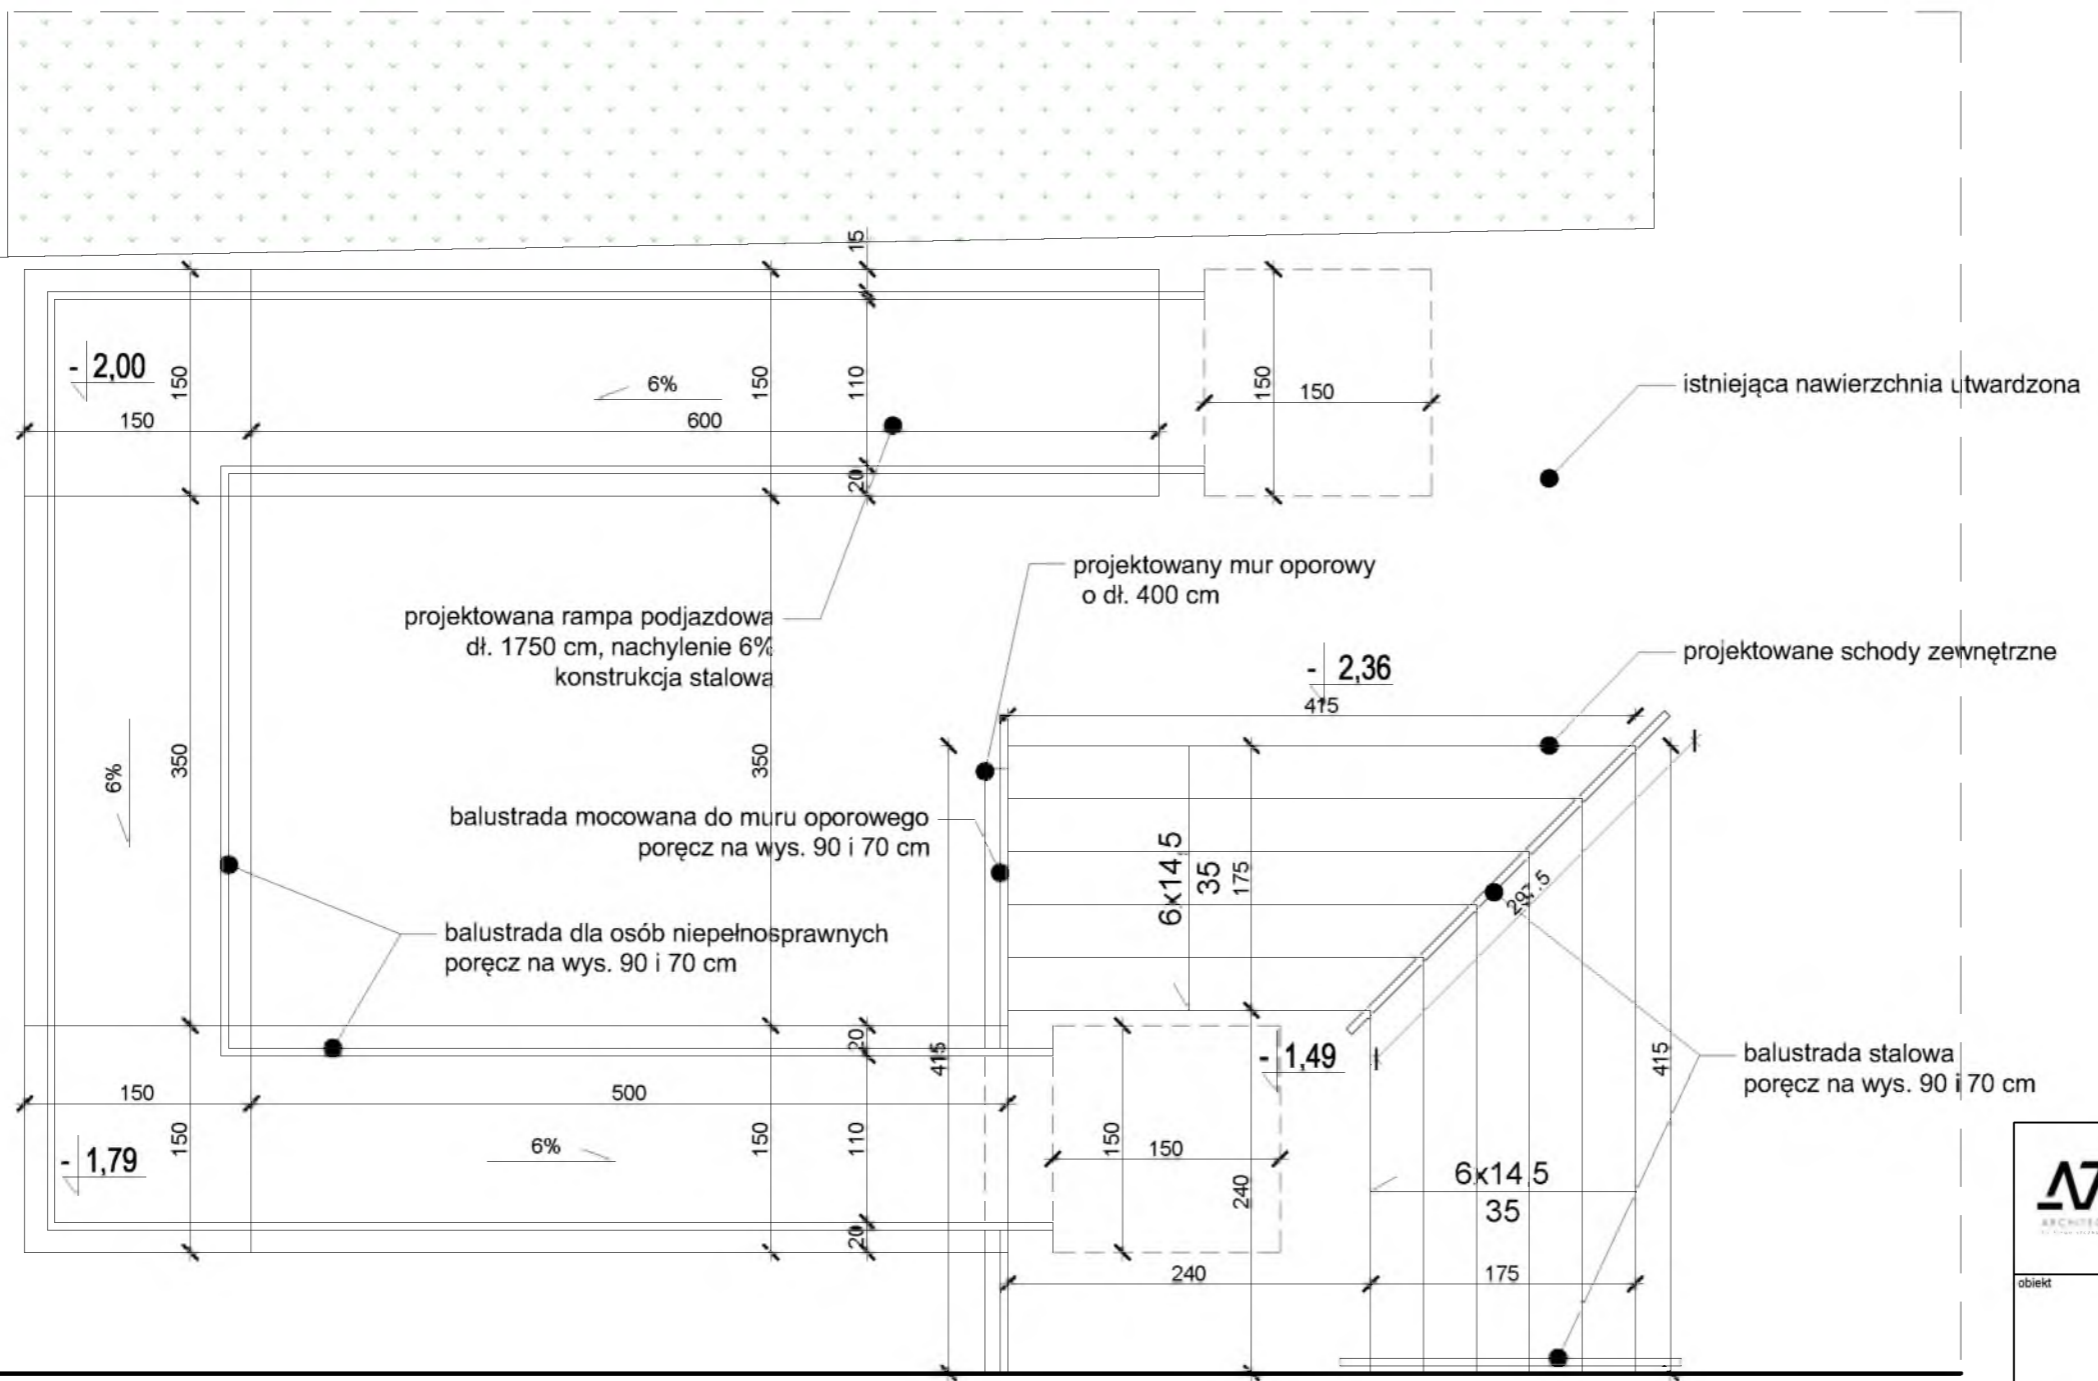 15
- 2,00
150
150
110
6%
150
150
istniejąca nawierzchnia utwardzona
150
600
20
projektowany mur oporowy
o dł. 400 cm
projektowana rampa podjazdowa
dł. 1750 cm, nachylenie 6%
konstrukcja stalowa
- 2,36
415
projektowane schody zewnętrzne
6%
350
350
balustrada mocowana do muru oporowego
poręcz na wys. 90 i 70 cm
6x14,5
35
175
297,5
balustrada dla osób niepełnosprawnych
poręcz na wys. 90 i 70 cm
20
415
- 1,49
415
balustrada stalowa
poręcz na wys. 90 i 70 cm
150
500
- 1,79
150
6%
150
110
150
150
240
6x14,5
35
20
240
175
obiekt